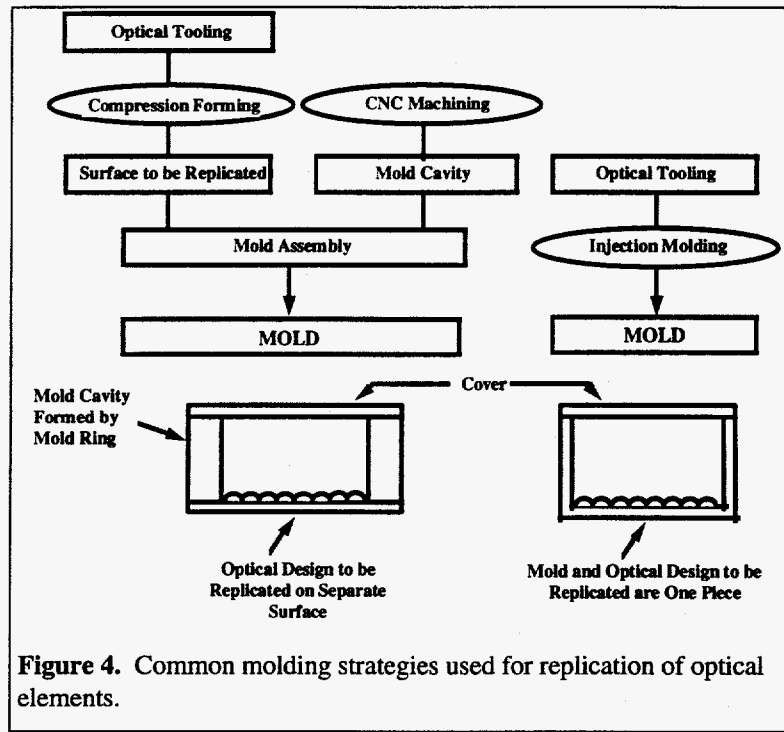 Optical Tooling
Compression Forming
CNC Machining
Surface to be Replicated
Mold Cavity
Optical Tooling
Mold Assembly
Injection Molding
MOLD
MOLD
Mold Cavity
Formed by
Mold Ring
Cover
Optical Design to be
Replicated on Separate
Surface
Mold and Optical Design to be
Replicated are One Piece
Figure 4. Common molding strategies used for replication of optical
elements.